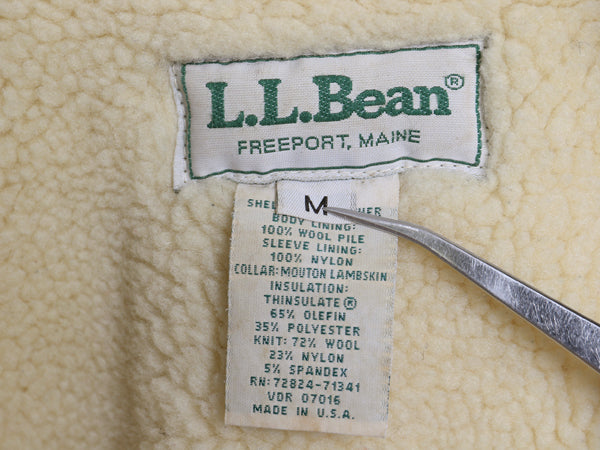 L.L.Bean®
FREEPORT, MAINE
M
BODY LINING:
100% WOOL PILE
SLEEVE LINING:
100% NYLON
COLLAR: MOUTON LAMBSKIN
INSULATION:
THINSULATE®
65% OLEFIN
35% POLYESTER
KNIT: 72% WOOL
23% NYLON
5% SPANDEX
RN: 72824-71341
VDR 07016
MADE IN U.S.A.